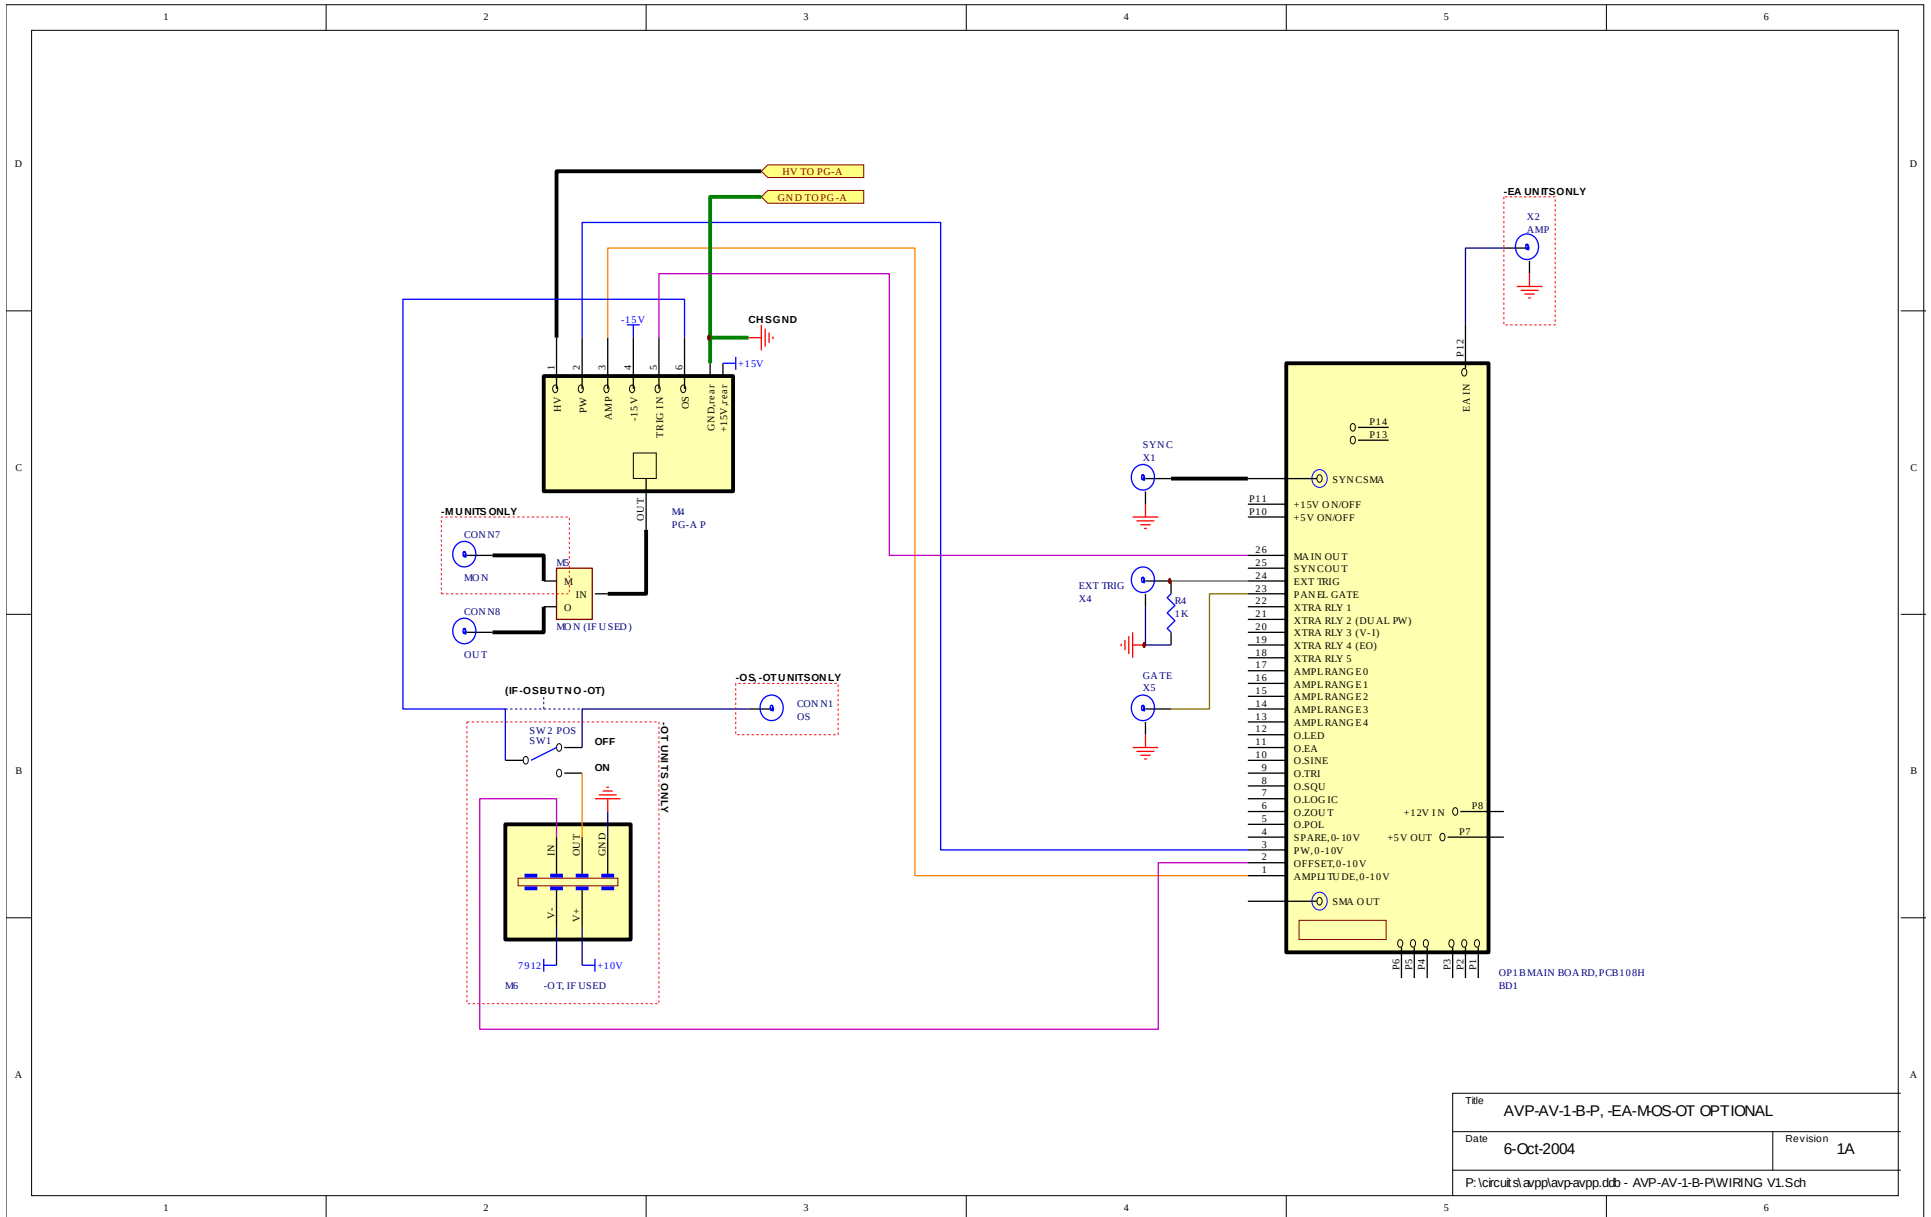 1 2 3 4 5 6
D D
HV TO PG-A
GND TO PG-A
-EA UNITS ONLY
X2
AMP
-15V
CHSGND
+15V
1 2 3 4 5 6
HV
PW
AMP
-15V
TRIG IN
OS
GND,rear
+15V,rear
OUT
M4
PG-A P
P12
EA IN
P14
P13
C C
SYNC
X1
SYNC SMA
P11 +15V ON/OFF
P10 +5V ON/OFF
-M UNITS ONLY
CONN7
MON
M5
M
IN
O
CONN8
MON (IF USED)
OUT
26 MAIN OUT
25 SYNC OUT
24 EXT TRIG
23 PANEL GATE
22 XTRA RLY 1
21 XTRA RLY 2 (DUAL PW)
20 XTRA RLY 3 (V-I)
19 XTRA RLY 4 (EO)
18 XTRA RLY 5
17 AMPL RANGE 0
16 AMPL RANGE 1
15 AMPL RANGE 2
14 AMPL RANGE 3
13 AMPL RANGE 4
12 O.LED
11 O.EA
10 O.SINE
9 O.TRI
8 O.SQU
7 O.LOGIC
6 O.ZOUT
5 O.POL
4 SPARE, 0-10V
3 PW, 0-10V
2 OFFSET, 0-10V
1 AMPLITUDE, 0-10V
EXT TRIG
X4
R4
1K
GATE
X5
-OS, -OT UNITS ONLY
CONN1
OS
(IF -OS BUT NO -OT)
SW2 POS
SW1
OFF
ON
-OT UNITS ONLY
B B
+12V IN P8
+5V OUT P7
IN
OUT
GND
V-
V+
SMA OUT
7912
+10V
M6 -OT, IF USED
P6 P5 P4 P3 P2 P1
OP1B MAIN BOARD, PCB108H
BD1
A A
Title
AVP-AV-1-B-P, -EA-M-OS-OT OPTIONAL
Date
6-Oct-2004
Revision
1A
P:\circuits\avpp\avp-avpp.ddb - AVP-AV-1-B-P\WIRING V1.Sch
1 2 3 4 5 6